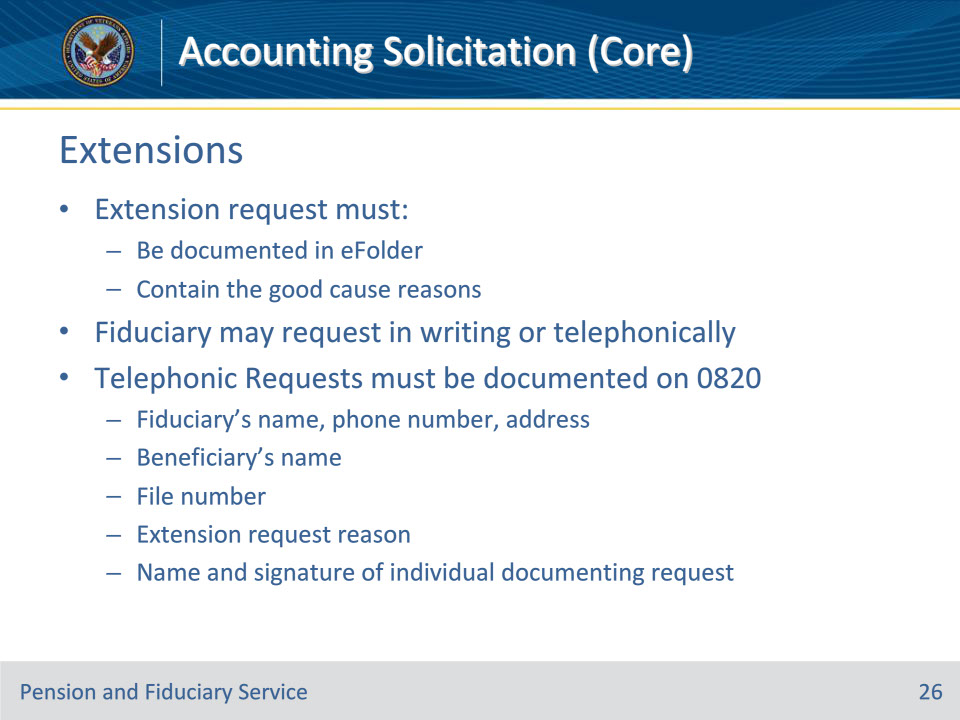 Accounting Solicitation (Core)
Extensions
• Extension request must:
– Be documented in eFolder
– Contain the good cause reasons
• Fiduciary may request in writing or telephonically
• Telephonic Requests must be documented on 0820
– Fiduciary’s name, phone number, address
– Beneficiary’s name
– File number
– Extension request reason
– Name and signature of individual documenting request
Pension and Fiduciary Service
26